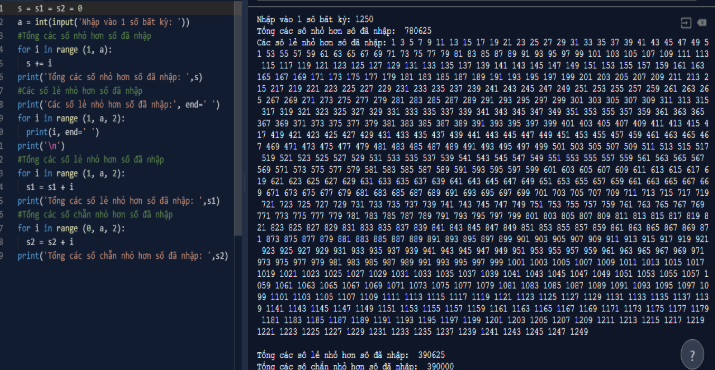 s = s1 = s2 = 0
a = int(input('Nhập vào 1 số bất kỳ: '))
#Tổng các số nhỏ hơn số đã nhập
for i in range (1, a):
s += i
print('Tổng các số nhỏ hơn số đã nhập: ',s)
#Các số lẻ nhỏ hơn số đã nhập
print('Các số lẻ nhỏ hơn số đã nhập:', end=' ')
for i in range (1, a, 2):
print(i, end=' ')
print('\n')
#Tổng các số lẻ nhỏ hơn số đã nhập
for i in range (1, a, 2):
s1 = s1 + i
print('Tổng các số lẻ nhỏ hơn số đã nhập: ',s1)
#Tổng các số chẵn nhỏ hơn số đã nhập
for i in range (0, a, 2):
s2 = s2 + i
print('Tổng các số chẵn nhỏ hơn số đã nhập: ',s2)
Nhập vào 1 số bất kỳ: 1250
Tổng các số nhỏ hơn số đã nhập:  780625
Các số lẻ nhỏ hơn số đã nhập: 1 3 5 7 9 11 13 15 17 19 21 23 25 27 29 31 33 35 37 39 41 43 45 47 49 5
1 53 55 57 59 61 63 65 67 69 71 73 75 77 79 81 83 85 87 89 91 93 95 97 99 101 103 105 107 109 111 113
115 117 119 121 123 125 127 129 131 133 135 137 139 141 143 145 147 149 151 153 155 157 159 161 163
165 167 169 171 173 175 177 179 181 183 185 187 189 191 193 195 197 199 201 203 205 207 209 211 213 2
15 217 219 221 223 225 227 229 231 233 235 237 239 241 243 245 247 249 251 253 255 257 259 261 263 26
5 267 269 271 273 275 277 279 281 283 285 287 289 291 293 295 297 299 301 303 305 307 309 311 313 315
317 319 321 323 325 327 329 331 333 335 337 339 341 343 345 347 349 351 353 355 357 359 361 363 365
367 369 371 373 375 377 379 381 383 385 387 389 391 393 395 397 399 401 403 405 407 409 411 413 415 4
17 419 421 423 425 427 429 431 433 435 437 439 441 443 445 447 449 451 453 455 457 459 461 463 465 46
7 469 471 473 475 477 479 481 483 485 487 489 491 493 495 497 499 501 503 505 507 509 511 513 515 517
519 521 523 525 527 529 531 533 535 537 539 541 543 545 547 549 551 553 555 557 559 561 563 565 567
569 571 573 575 577 579 581 583 585 587 589 591 593 595 597 599 601 603 605 607 609 611 613 615 617 6
19 621 623 625 627 629 631 633 635 637 639 641 643 645 647 649 651 653 655 657 659 661 663 665 667 66
9 671 673 675 677 679 681 683 685 687 689 691 693 695 697 699 701 703 705 707 709 711 713 715 717 719
721 723 725 727 729 731 733 735 737 739 741 743 745 747 749 751 753 755 757 759 761 763 765 767 769
771 773 775 777 779 781 783 785 787 789 791 793 795 797 799 801 803 805 807 809 811 813 815 817 819 8
21 823 825 827 829 831 833 835 837 839 841 843 845 847 849 851 853 855 857 859 861 863 865 867 869 87
1 873 875 877 879 881 883 885 887 889 891 893 895 897 899 901 903 905 907 909 911 913 915 917 919 921
923 925 927 929 931 933 935 937 939 941 943 945 947 949 951 953 955 957 959 961 963 965 967 969 971
973 975 977 979 981 983 985 987 989 991 993 995 997 999 1001 1003 1005 1007 1009 1011 1013 1015 1017
1019 1021 1023 1025 1027 1029 1031 1033 1035 1037 1039 1041 1043 1045 1047 1049 1051 1053 1055 1057 1
059 1061 1063 1065 1067 1069 1071 1073 1075 1077 1079 1081 1083 1085 1087 1089 1091 1093 1095 1097 10
99 1101 1103 1105 1107 1109 1111 1113 1115 1117 1119 1121 1123 1125 1127 1129 1131 1133 1135 1137 113
9 1141 1143 1145 1147 1149 1151 1153 1155 1157 1159 1161 1163 1165 1167 1169 1171 1173 1175 1177 1179
1181 1183 1185 1187 1189 1191 1193 1195 1197 1199 1201 1203 1205 1207 1209 1211 1213 1215 1217 1219
1221 1223 1225 1227 1229 1231 1233 1235 1237 1239 1241 1243 1245 1247 1249
Tổng các số lẻ nhỏ hơn số đã nhập:  390625
Tổng các số chẵn nhỏ hơn số đã nhập:  390000
?